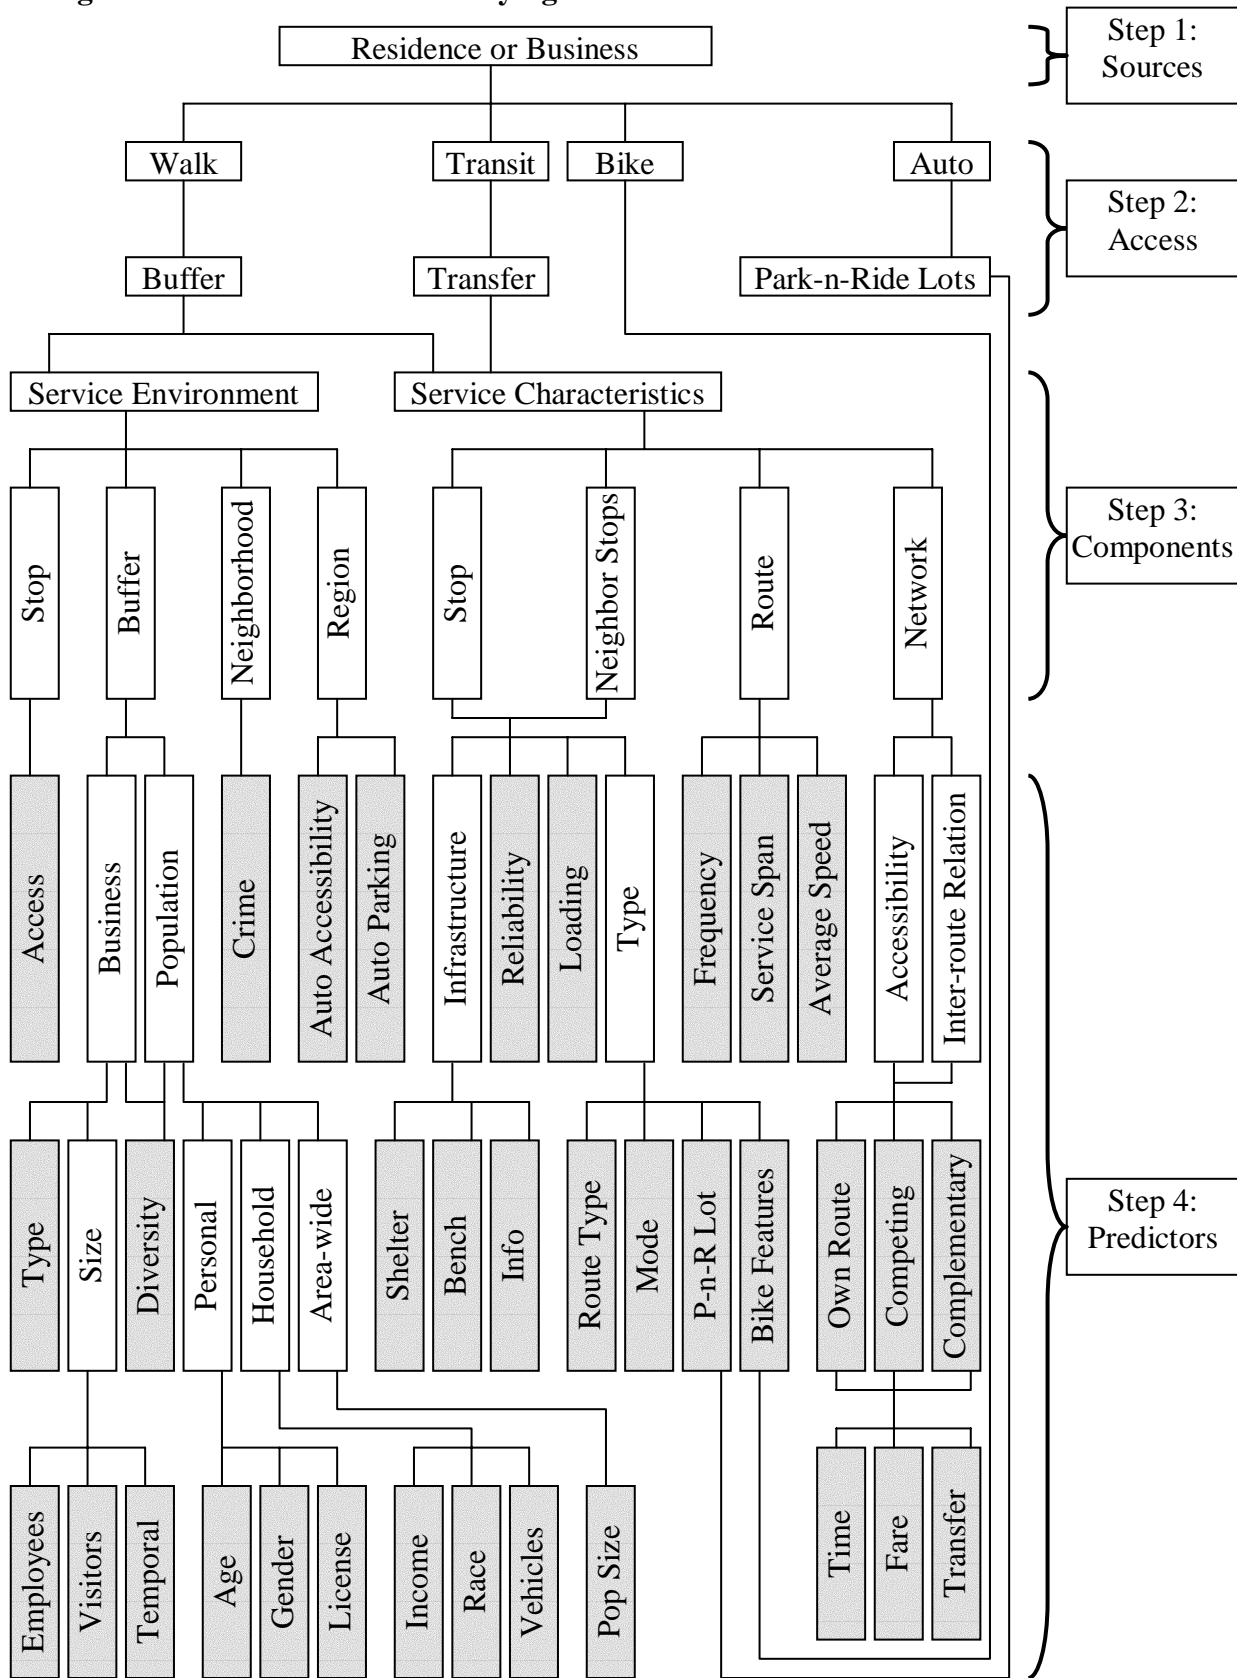 Residence or Business
Step 1:
Sources
Walk
Transit
Bike
Auto
Step 2:
Access
Buffer
Transfer
Park-n-Ride Lots
Service Environment
Service Characteristics
Stop
Buffer
Neighborhood
Region
Stop
Neighbor Stops
Route
Network
Step 3:
Components
Access
Business
Population
Crime
Auto Accessibility
Auto Parking
Infrastructure
Reliability
Loading
Type
Frequency
Service Span
Average Speed
Accessibility
Inter-route Relation
Type
Size
Diversity
Personal
Household
Area-wide
Shelter
Bench
Info
Route Type
Mode
P-n-R Lot
Bike Features
Own Route
Competing
Complementary
Step 4:
Predictors
Employees
Visitors
Temporal
Age
Gender
License
Income
Race
Vehicles
Pop Size
Time
Fare
Transfer